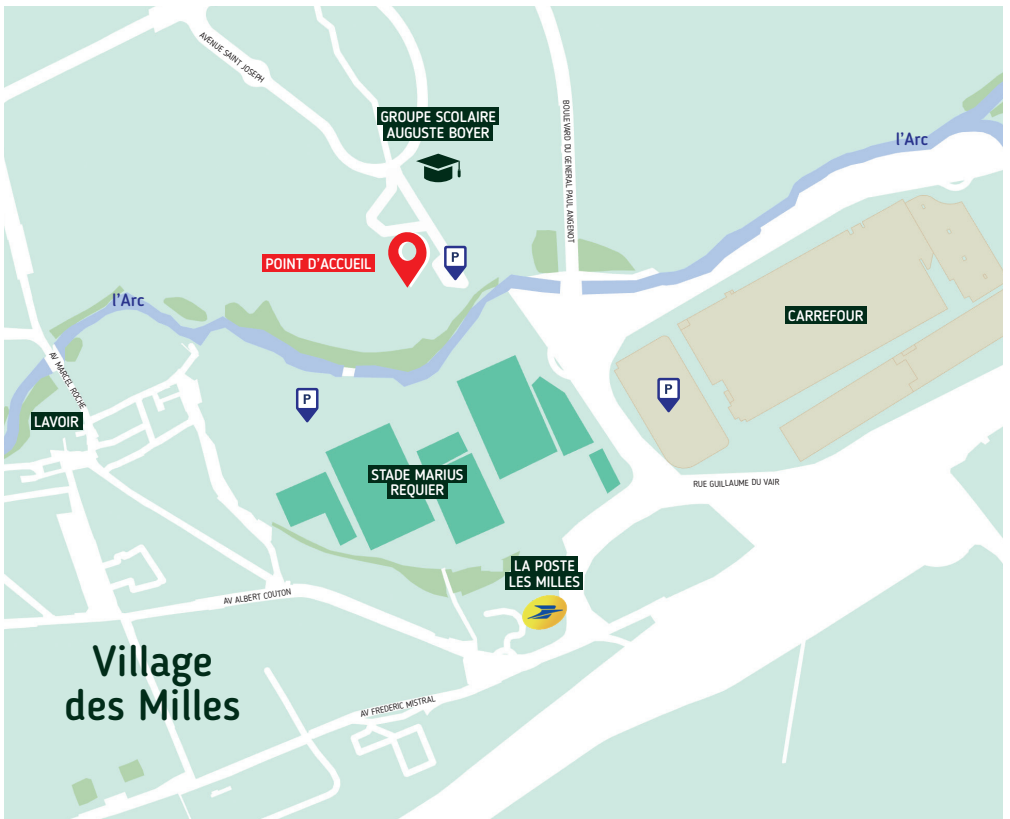 AVENUE SAINT JOSEPH
GROUPE SCOLAIRE
AUGUSTE BOYER
BOULEVARD DU GENERAL PAUL ANGENOT
l'Arc
POINT D'ACCUEIL
P
l'Arc
CARREFOUR
AV MARCEL ROCHE
P
P
LAVOIR
STADE MARIUS
REQUIER
RUE GUILLAUME DU VAIR
LA POSTE
LES MILLES
AV ALBERT COUTON
Village
des Milles
AV FREDERIC MISTRAL